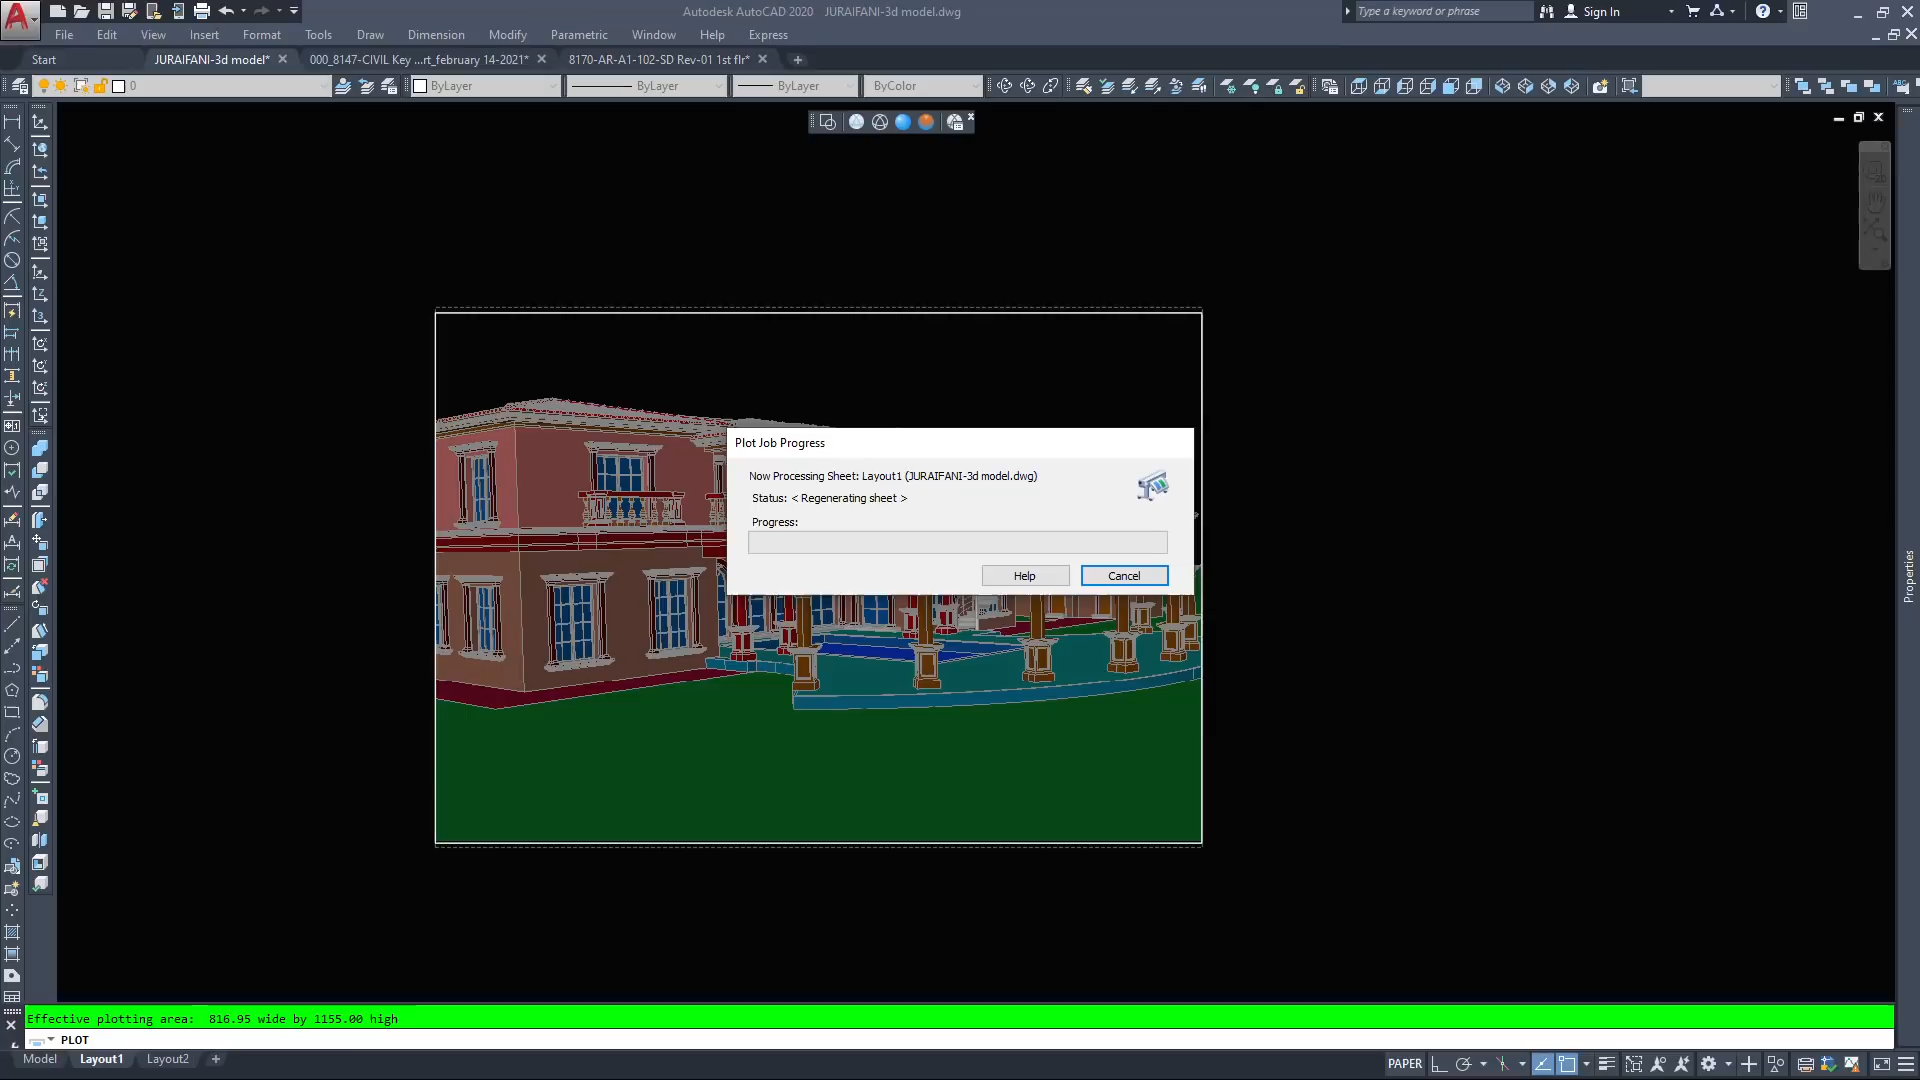 Autodesk AutoCAD 2020 JURAIFANI-3d model.dwg
Type a keyword or phrase
Sign In
File Edit View Insert Format Tools Draw Dimension Modify Parametric Window Help Express
Start JURAIFANI-3d model* 000_8147-CIVIL Key ...rt_february 14-2021* 8170-AR-A1-102-SD Rev-01 1st flr*
0 ByLayer ByLayer ByLayer ByColor
Plot Job Progress
Now Processing Sheet: Layout1 (JURAIFANI-3d model.dwg)
Status: < Regenerating sheet >
Progress:
Help Cancel
Properties
Effective plotting area: 816.95 wide by 1155.00 high
PLOT
Model Layout1 Layout2 +
PAPER